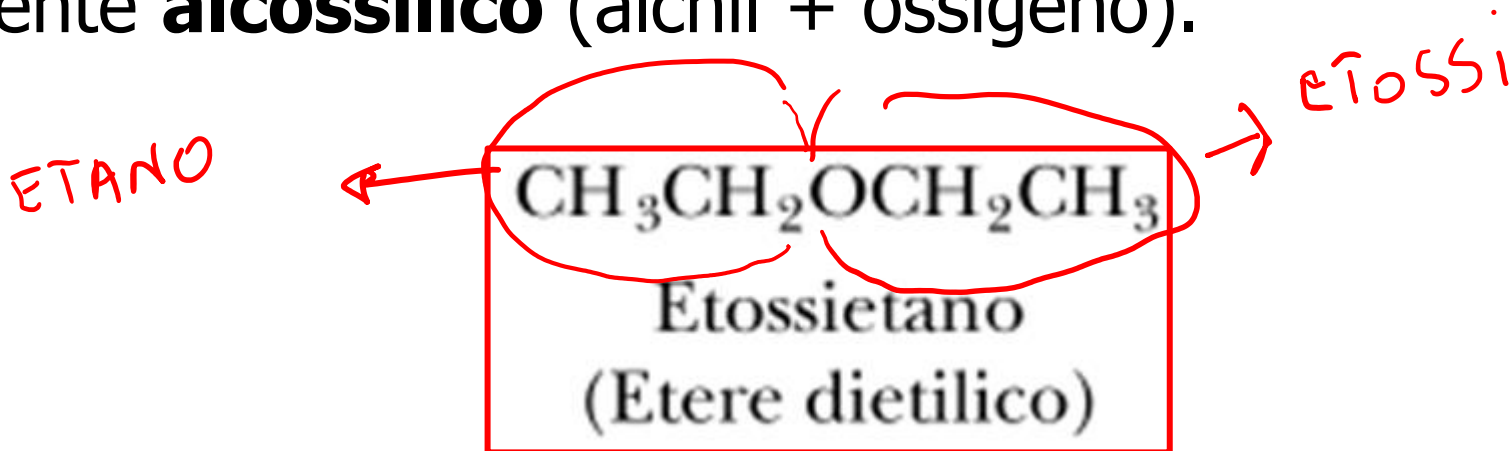 ente alcossilico (alchil + ossigeno).
ETOSSI
ETANO
CH₃CH₂OCH₂CH₃
Etossietano
(Etere dietilico)